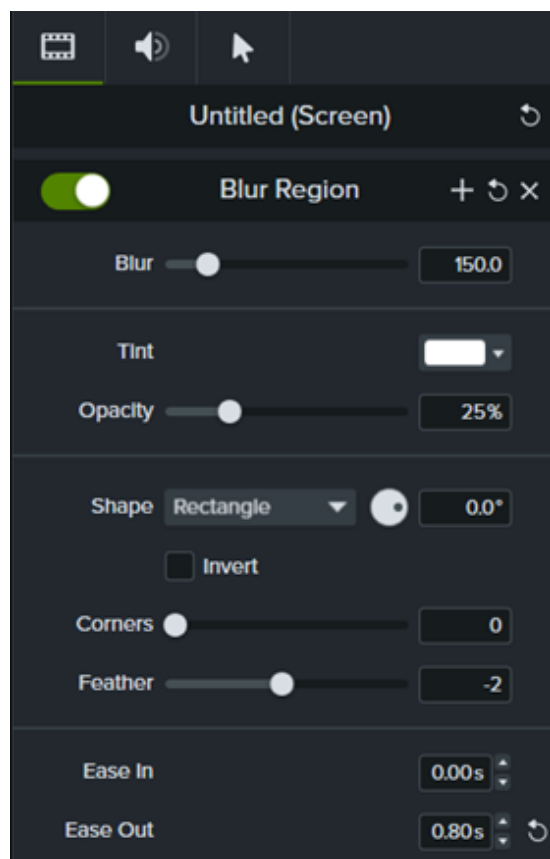 Untitled (Screen)
Blur Region
Blur 150.0
Tint
Opacity 25%
Shape Rectangle 0.0°
Invert
Corners 0
Feather -2
Ease In 0.00s
Ease Out 0.80s